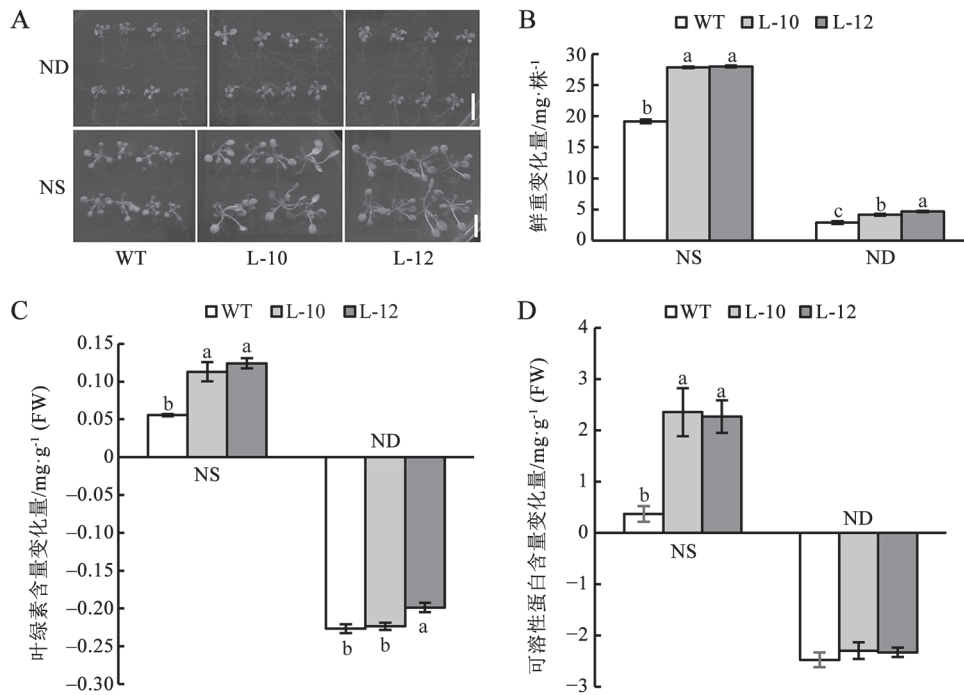 A
ND
NS
WT L-10 L-12
B
WT L-10 L-12
鲜重变化量/mg·株-1
30
25
20
15
10
5
0
b a a
c b a
NS ND
C
WT L-10 L-12
叶绿素含量变化量/mg·g-1 (FW)
0.15
0.10
0.05
0
–0.05
–0.10
–0.15
–0.20
–0.25
–0.30
b a a
NS
ND
b b a
D
WT L-10 L-12
可溶性蛋白含量变化量/mg·g-1 (FW)
4
3
2
1
0
−1
−2
−3
b a a
NS
ND